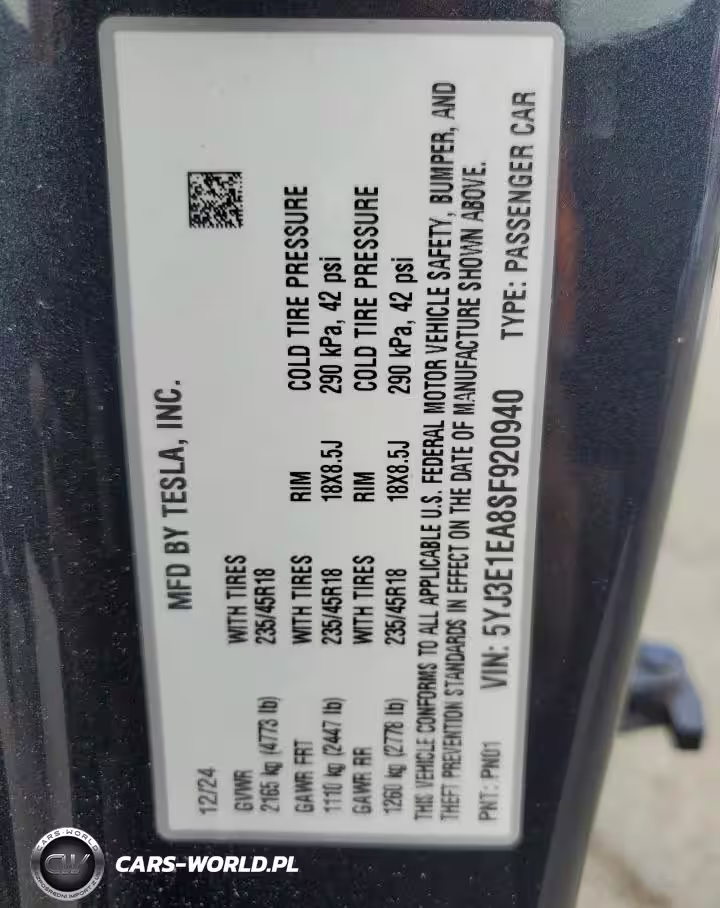 MFD BY TESLA, INC.
12/24
GVWR WITH TIRES
2165 kg (4773 lb) 235/45R18
GAWR FRT WITH TIRES RIM COLD TIRE PRESSURE
1110 kg (2447 lb) 235/45R18 18X8.5J 290 kPa, 42 psi
GAWR RR WITH TIRES RIM COLD TIRE PRESSURE
1260 kg (2778 lb) 235/45R18 18X8.5J 290 kPa, 42 psi
THIS VEHICLE CONFORMS TO ALL APPLICABLE U.S. FEDERAL MOTOR VEHICLE SAFETY, BUMPER, AND
THEFT PREVENTION STANDARDS IN EFFECT ON THE DATE OF MANUFACTURE SHOWN ABOVE.
PNT: PN01 VIN: 5YJ3E1EA8SF920940 TYPE: PASSENGER CAR
CARS-WORLD
CW
CARS-WORLD.PL